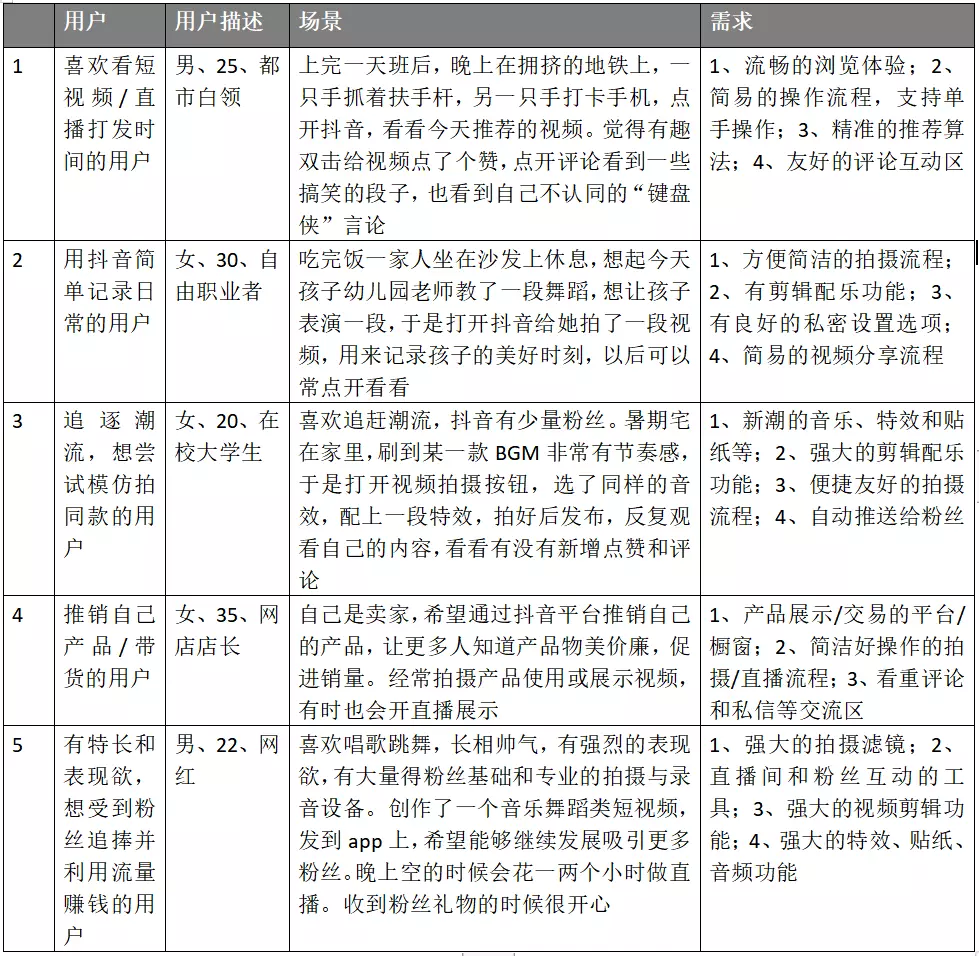 用户 用户描述 场景 需求
1 喜欢看短 男、25、都 上完一天班后，晚上在拥挤的地铁上，一 1、流畅的浏览体验；2、
视频/直 市白领 只手抓着扶手杆，另一只手打卡手机，点 简易的操作流程，支持单
播打发时 开抖音，看看今天推荐的视频。觉得有趣 手操作；3、精准的推荐算
间的用户 双击给视频点了个赞，点开评论看到一些 法；4、友好的评论互动区
搞笑的段子，也看到自己不认同的“键盘
侠”言论
2 用抖音简 女、30、自 吃完饭一家人坐在沙发上休息，想起今天 1、方便简洁的拍摄流程；
单记录日 由职业者 孩子幼儿园老师教了一段舞蹈，想让孩子 2、有剪辑配乐功能；3、
常的用户 表演一段，于是打开抖音给她拍了一段视 有良好的私密设置选项；
频，用来记录孩子的美好时刻，以后可以 4、简易的视频分享流程
常点开看看
3 追逐潮 女、20、在 喜欢追赶潮流，抖音有少量粉丝。暑期宅 1、新潮的音乐、特效和贴
流，想尝 校大学生 在家里，刷到某一款 BGM 非常有节奏感， 纸等；2、强大的剪辑配乐
试模仿拍 于是打开视频拍摄按钮，选了同样的音 功能；3、便捷友好的拍摄
同款的用 效，配上一段特效，拍好后发布，反复观 流程；4、自动推送给粉丝
户 看自己的内容，看看有没有新增点赞和评
论
4 推销自己 女、35、网 自己是卖家，希望通过抖音平台推销自己 1、产品展示/交易的平台/
产品/带 店店长 的产品，让更多人知道产品物美价廉，促 橱窗；2、简洁好操作的拍
货的用户 进销量。经常拍摄产品使用或展示视频， 摄/直播流程；3、看重评论
有时也会开直播展示 和私信等交流区
5 有特长和 男、22、网 喜欢唱歌跳舞，长相帅气，有强烈的表现 1、强大的拍摄滤镜；2、
表现欲， 红 欲，有大量得粉丝基础和专业的拍摄与录 直播间和粉丝互动的工
想受到粉 音设备。创作了一个音乐舞蹈类短视频， 具；3、强大的视频剪辑功
丝追捧并 发到 app 上，希望能够继续发展吸引更多 能；4、强大的特效、贴纸、
利用流量 粉丝。晚上空的时候会花一两个小时做直 音频功能
赚钱的用 播。收到粉丝礼物的时候很开心
户